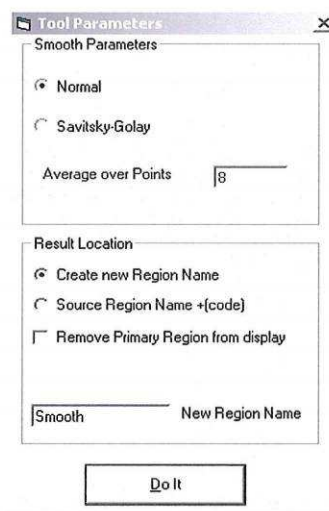 Tool Parameters
Smooth Parameters
Normal
Savitsky-Golay
Average over Points 8
Result Location
Create new Region Name
Source Region Name +(code)
Remove Primary Region from display
Smooth New Region Name
Do It